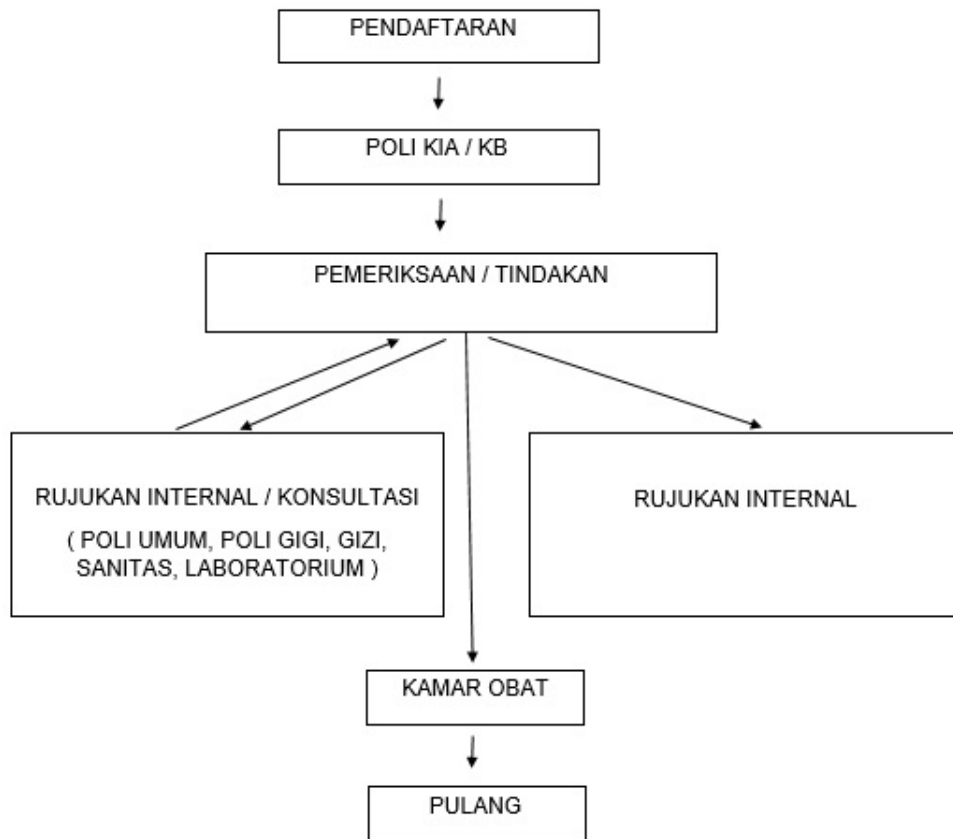 PENDAFTARAN
POLI KIA / KB
PEMERIKSAAN / TINDAKAN
RUJUKAN INTERNAL / KONSULTASI
( POLI UMUM, POLI GIGI, GIZI,
SANITAS, LABORATORIUM )
RUJUKAN INTERNAL
KAMAR OBAT
PULANG